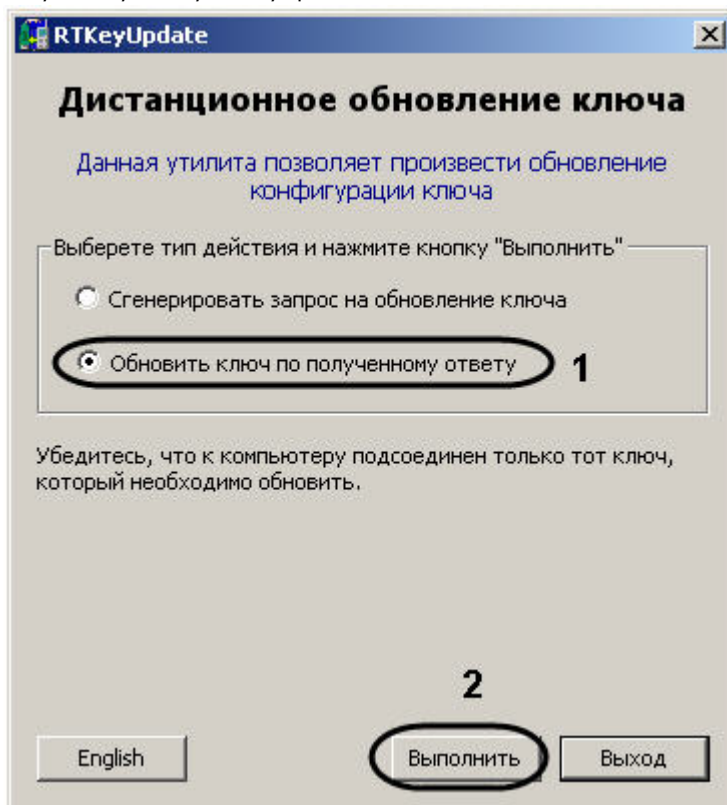 RTKeyUpdate
Дистанционное обновление ключа
Данная утилита позволяет произвести обновление
конфигурации ключа
Выберете тип действия и нажмите кнопку "Выполнить"
Сгенерировать запрос на обновление ключа
Обновить ключ по полученному ответу
1
Убедитесь, что к компьютеру подсоединен только тот ключ,
который необходимо обновить.
2
English
Выполнить
Выход